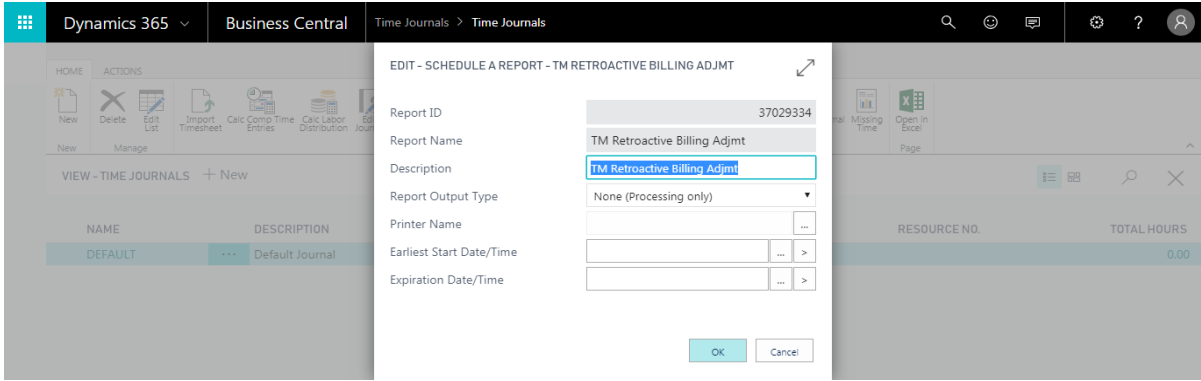 Dynamics 365
Business Central
Time Journals > Time Journals
HOME ACTIONS
New
Delete
Edit List
Import Timesheet
Calc Comp Time Entries
Calc Labor Distribution
New
Manage
Missing Time
Open in Excel
Page
VIEW - TIME JOURNALS + New
NAME DESCRIPTION RESOURCE NO. TOTAL HOURS
DEFAULT ... Default Journal 0.00
EDIT - SCHEDULE A REPORT - TM RETROACTIVE BILLING ADJMT
Report ID 37029334
Report Name TM Retroactive Billing Adjmt
Description TM Retroactive Billing Adjmt
Report Output Type None (Processing only)
Printer Name ...
Earliest Start Date/Time ... >
Expiration Date/Time ... >
OK Cancel